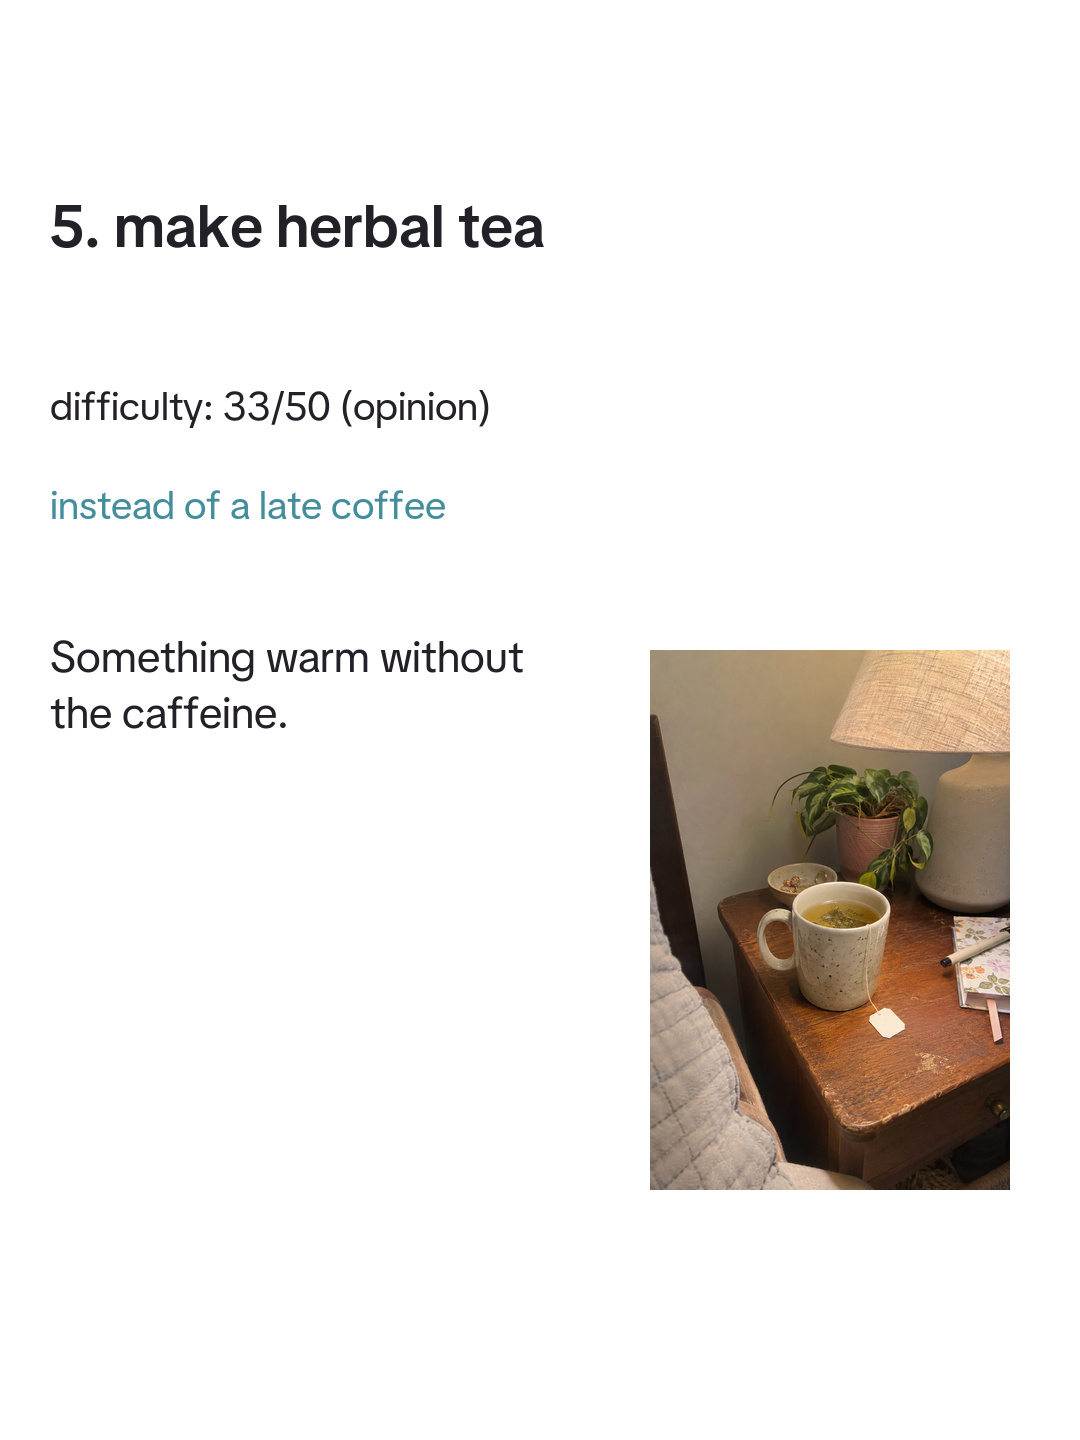 5. make herbal tea
difficulty: 33/50 (opinion)
instead of a late coffee
Something warm without
the caffeine.